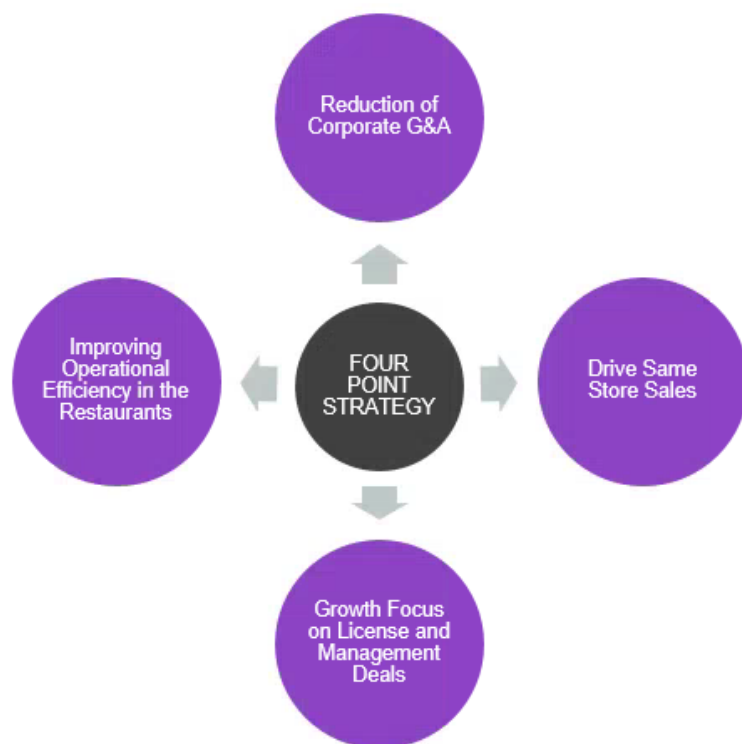 Reduction of
Corporate G&A
Improving
Operational
Efficiency in the
Restaurants
FOUR
POINT
STRATEGY
Drive Same
Store Sales
Growth Focus
on License and
Management
Deals